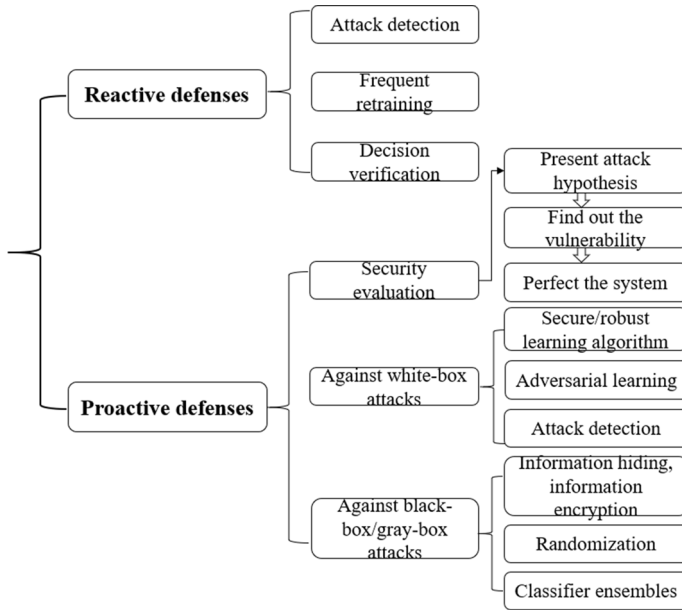 Reactive defenses
Attack detection
Frequent
retraining
Decision
verification
Proactive defenses
Security
evaluation
Present attack
hypothesis
Find out the
vulnerability
Perfect the system
Against white-box
attacks
Secure/robust
learning algorithm
Adversarial learning
Attack detection
Against black-
box/gray-box
attacks
Information hiding,
information
encryption
Randomization
Classifier ensembles